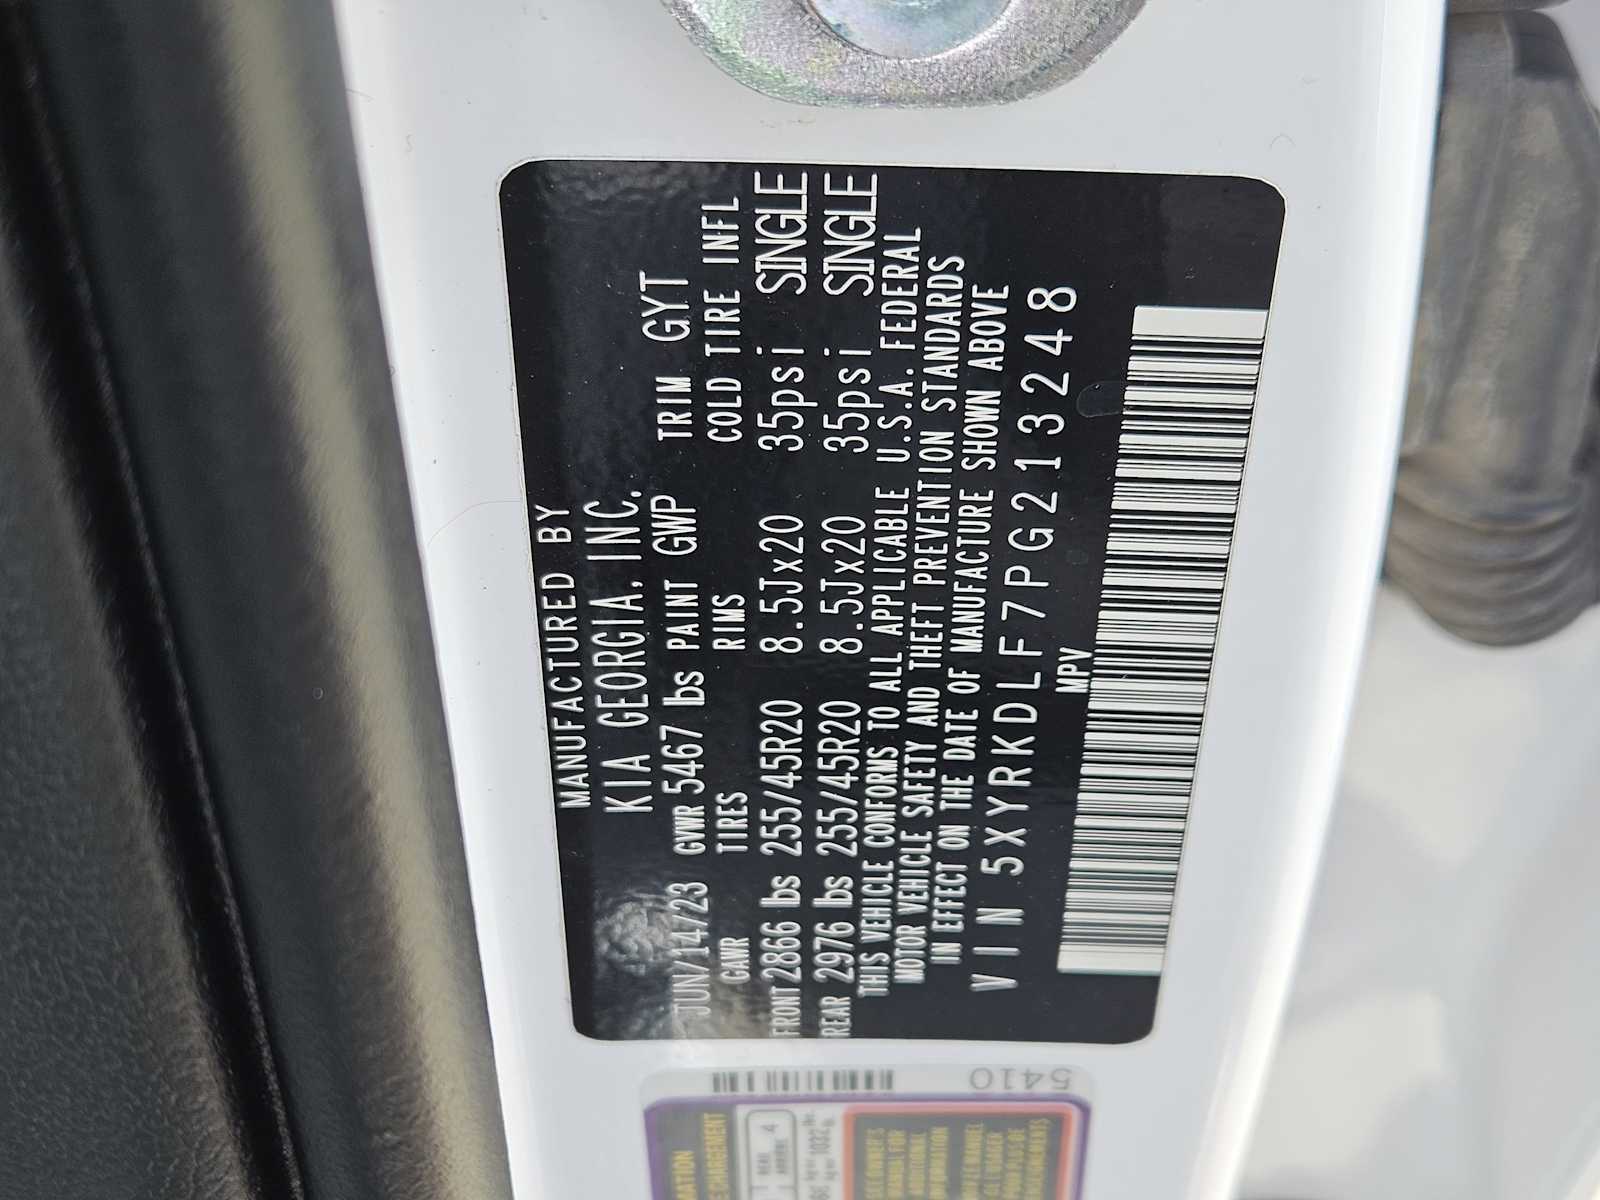 MANUFACTURED BY
KIA GEORGIA, INC.
JUN/14/23 GVWR 5467 lbs PAINT GWP TRIM GYT
GAWR TIRES RIMS COLD TIRE INFL
FRONT 2866 lbs 255/45R20 8.5Jx20 35psi SINGLE
REAR 2976 lbs 255/45R20 8.5Jx20 35psi SINGLE
THIS VEHICLE CONFORMS TO ALL APPLICABLE U.S.A. FEDERAL
MOTOR VEHICLE SAFETY AND THEFT PREVENTION STANDARDS
IN EFFECT ON THE DATE OF MANUFACTURE SHOWN ABOVE
VIN 5XYRKDLF7PG213248
MPV
5410
REAR
ARRIÈRE 4